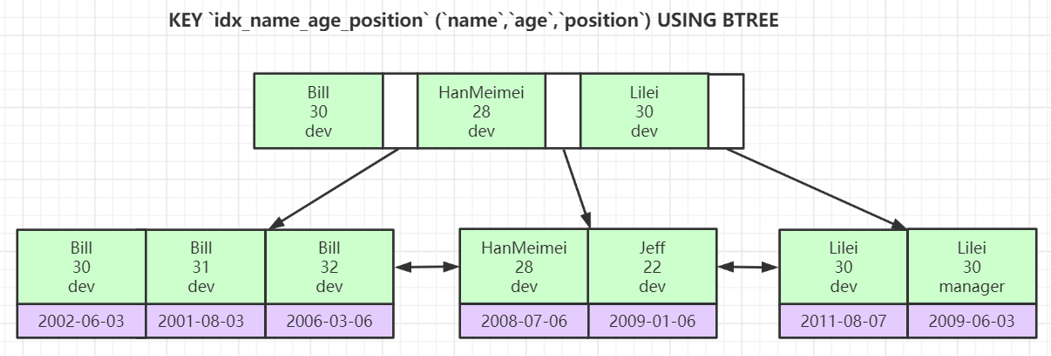 KEY `idx_name_age_position` (`name`,`age`,`position`) USING BTREE
Bill
30
dev
HanMeimei
28
dev
Lilei
30
dev
Bill
30
dev
2002-06-03
Bill
31
dev
2001-08-03
Bill
32
dev
2006-03-06
HanMeimei
28
dev
2008-07-06
Jeff
22
dev
2009-01-06
Lilei
30
dev
2011-08-07
Lilei
30
manager
2009-06-03